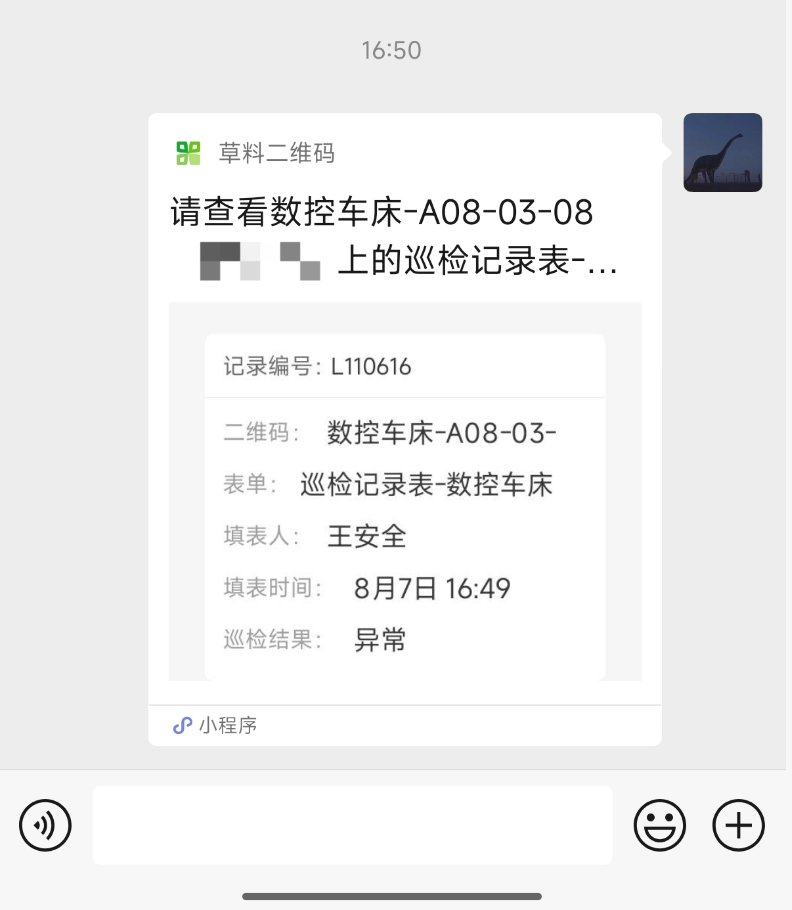 16:50
草料二维码
请查看数控车床-A08-03-08
上的巡检记录表-...
记录编号：L110616
二维码： 数控车床-A08-03-
表单： 巡检记录表-数控车床
填表人： 王安全
填表时间： 8月7日 16:49
巡检结果： 异常
小程序